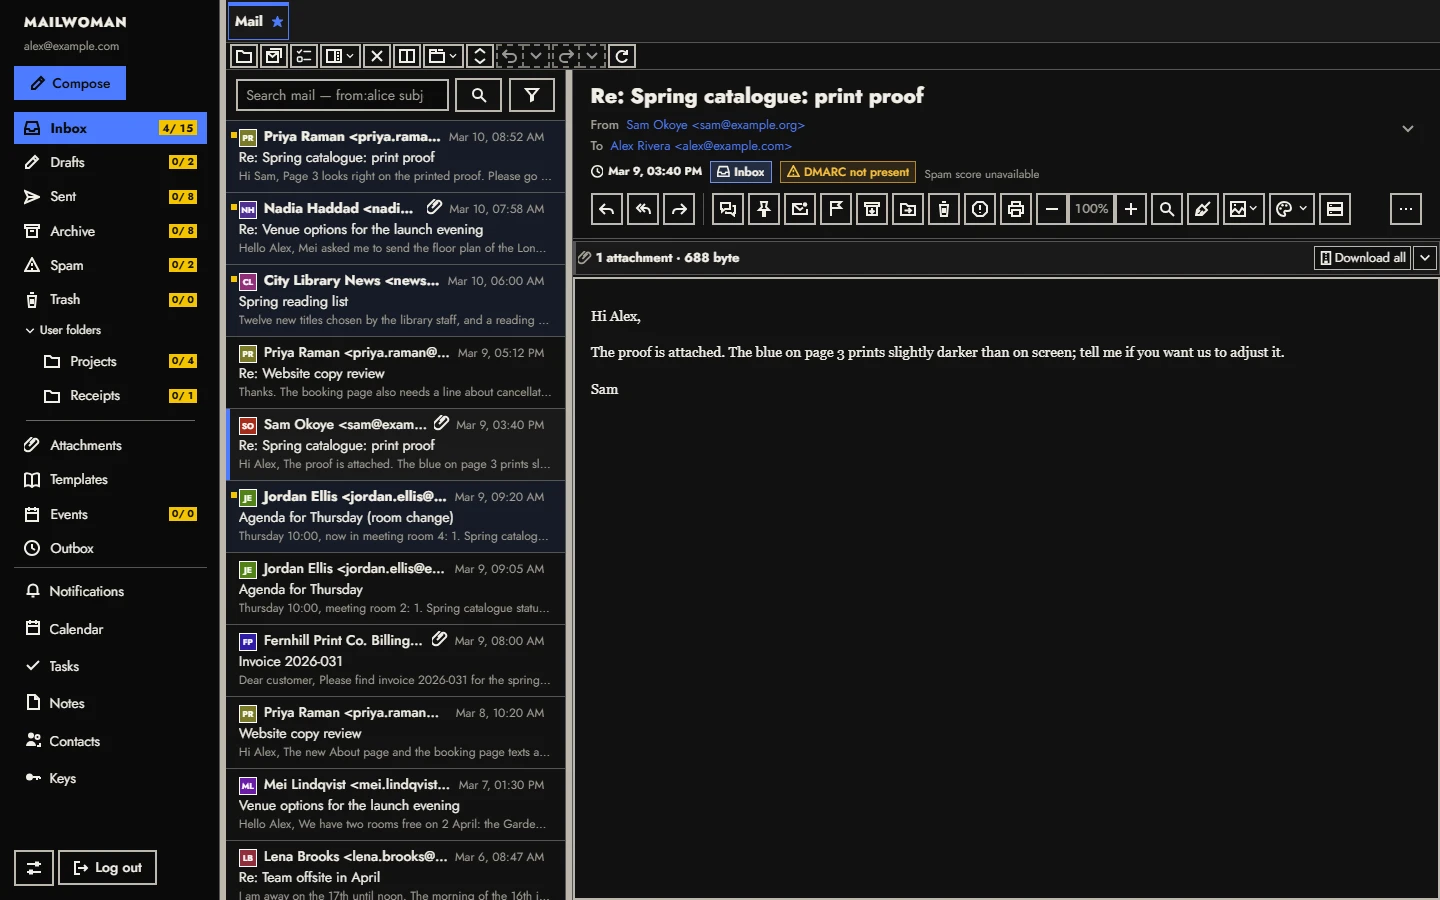 MAILWOMAN
alex@example.com
Compose
Inbox 4/ 15
Drafts 0/ 2
Sent 0/ 8
Archive 0/ 8
Spam 0/ 2
Trash 0/ 0
User folders
Projects 0/ 4
Receipts 0/ 1
Attachments
Templates
Events 0/ 0
Outbox
Notifications
Calendar
Tasks
Notes
Contacts
Keys
Log out
Mail
Search mail — from:alice subj
PR Priya Raman <priya.rama... Mar 10, 08:52 AM
Re: Spring catalogue: print proof
Hi Sam, Page 3 looks right on the printed proof. Please go ...
NH Nadia Haddad <nadi... Mar 10, 07:58 AM
Re: Venue options for the launch evening
Hello Alex, Mei asked me to send the floor plan of the Lon...
CL City Library News <news... Mar 10, 06:00 AM
Spring reading list
Twelve new titles chosen by the library staff, and a reading ...
PR Priya Raman <priya.raman@... Mar 9, 05:12 PM
Re: Website copy review
Thanks. The booking page also needs a line about cancellat...
SO Sam Okoye <sam@exam... Mar 9, 03:40 PM
Re: Spring catalogue: print proof
Hi Alex, The proof is attached. The blue on page 3 prints sl...
JE Jordan Ellis <jordan.ellis@... Mar 9, 09:20 AM
Agenda for Thursday (room change)
Thursday 10:00, now in meeting room 4: 1. Spring catalog...
JE Jordan Ellis <jordan.ellis@e... Mar 9, 09:05 AM
Agenda for Thursday
Thursday 10:00, meeting room 2: 1. Spring catalogue statu...
FP Fernhill Print Co. Billing... Mar 9, 08:00 AM
Invoice 2026-031
Dear customer, Please find invoice 2026-031 for the spring...
PR Priya Raman <priya.raman... Mar 8, 10:20 AM
Website copy review
Hi Alex, The new About page and the booking page texts a...
ML Mei Lindqvist <mei.lindqvist... Mar 7, 01:30 PM
Venue options for the launch evening
Hello Alex, We have two rooms free on 2 April: the Garde...
LB Lena Brooks <lena.brooks@... Mar 6, 08:47 AM
Re: Team offsite in April
I am away on the 17th until noon. The morning of the 16th i...
Re: Spring catalogue: print proof
From Sam Okoye <sam@example.org>
To Alex Rivera <alex@example.com>
Mar 9, 03:40 PM Inbox DMARC not present Spam score unavailable
100%
1 attachment · 688 byte Download all
Hi Alex,
The proof is attached. The blue on page 3 prints slightly darker than on screen; tell me if you want us to adjust it.
Sam